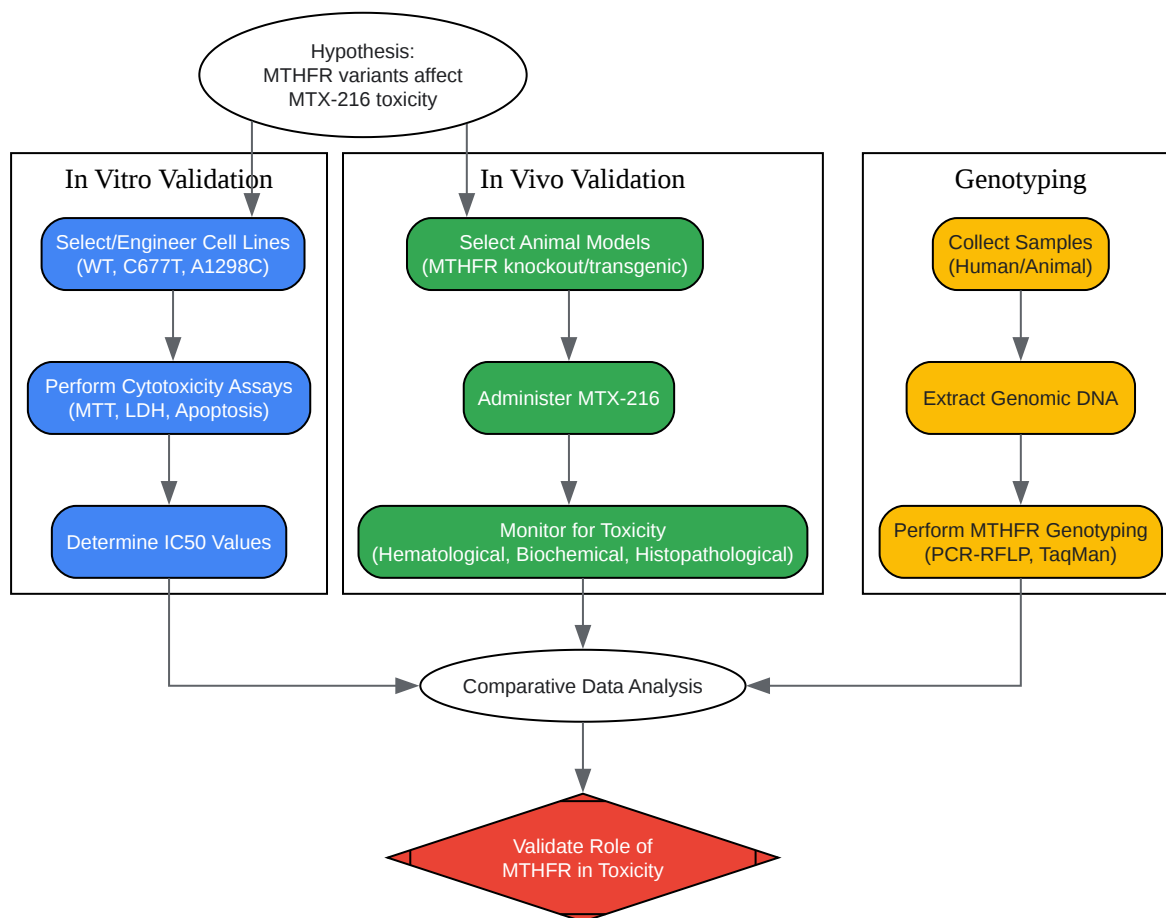 Hypothesis:
MTHFR variants affect
MTX-216 toxicity
In Vitro Validation
Select/Engineer Cell Lines
(WT, C677T, A1298C)
Perform Cytotoxicity Assays
(MTT, LDH, Apoptosis)
Determine IC50 Values
In Vivo Validation
Select Animal Models
(MTHFR knockout/transgenic)
Administer MTX-216
Monitor for Toxicity
(Hematological, Biochemical, Histopathological)
Genotyping
Collect Samples
(Human/Animal)
Extract Genomic DNA
Perform MTHFR Genotyping
(PCR-RFLP, TaqMan)
Comparative Data Analysis
Validate Role of
MTHFR in Toxicity